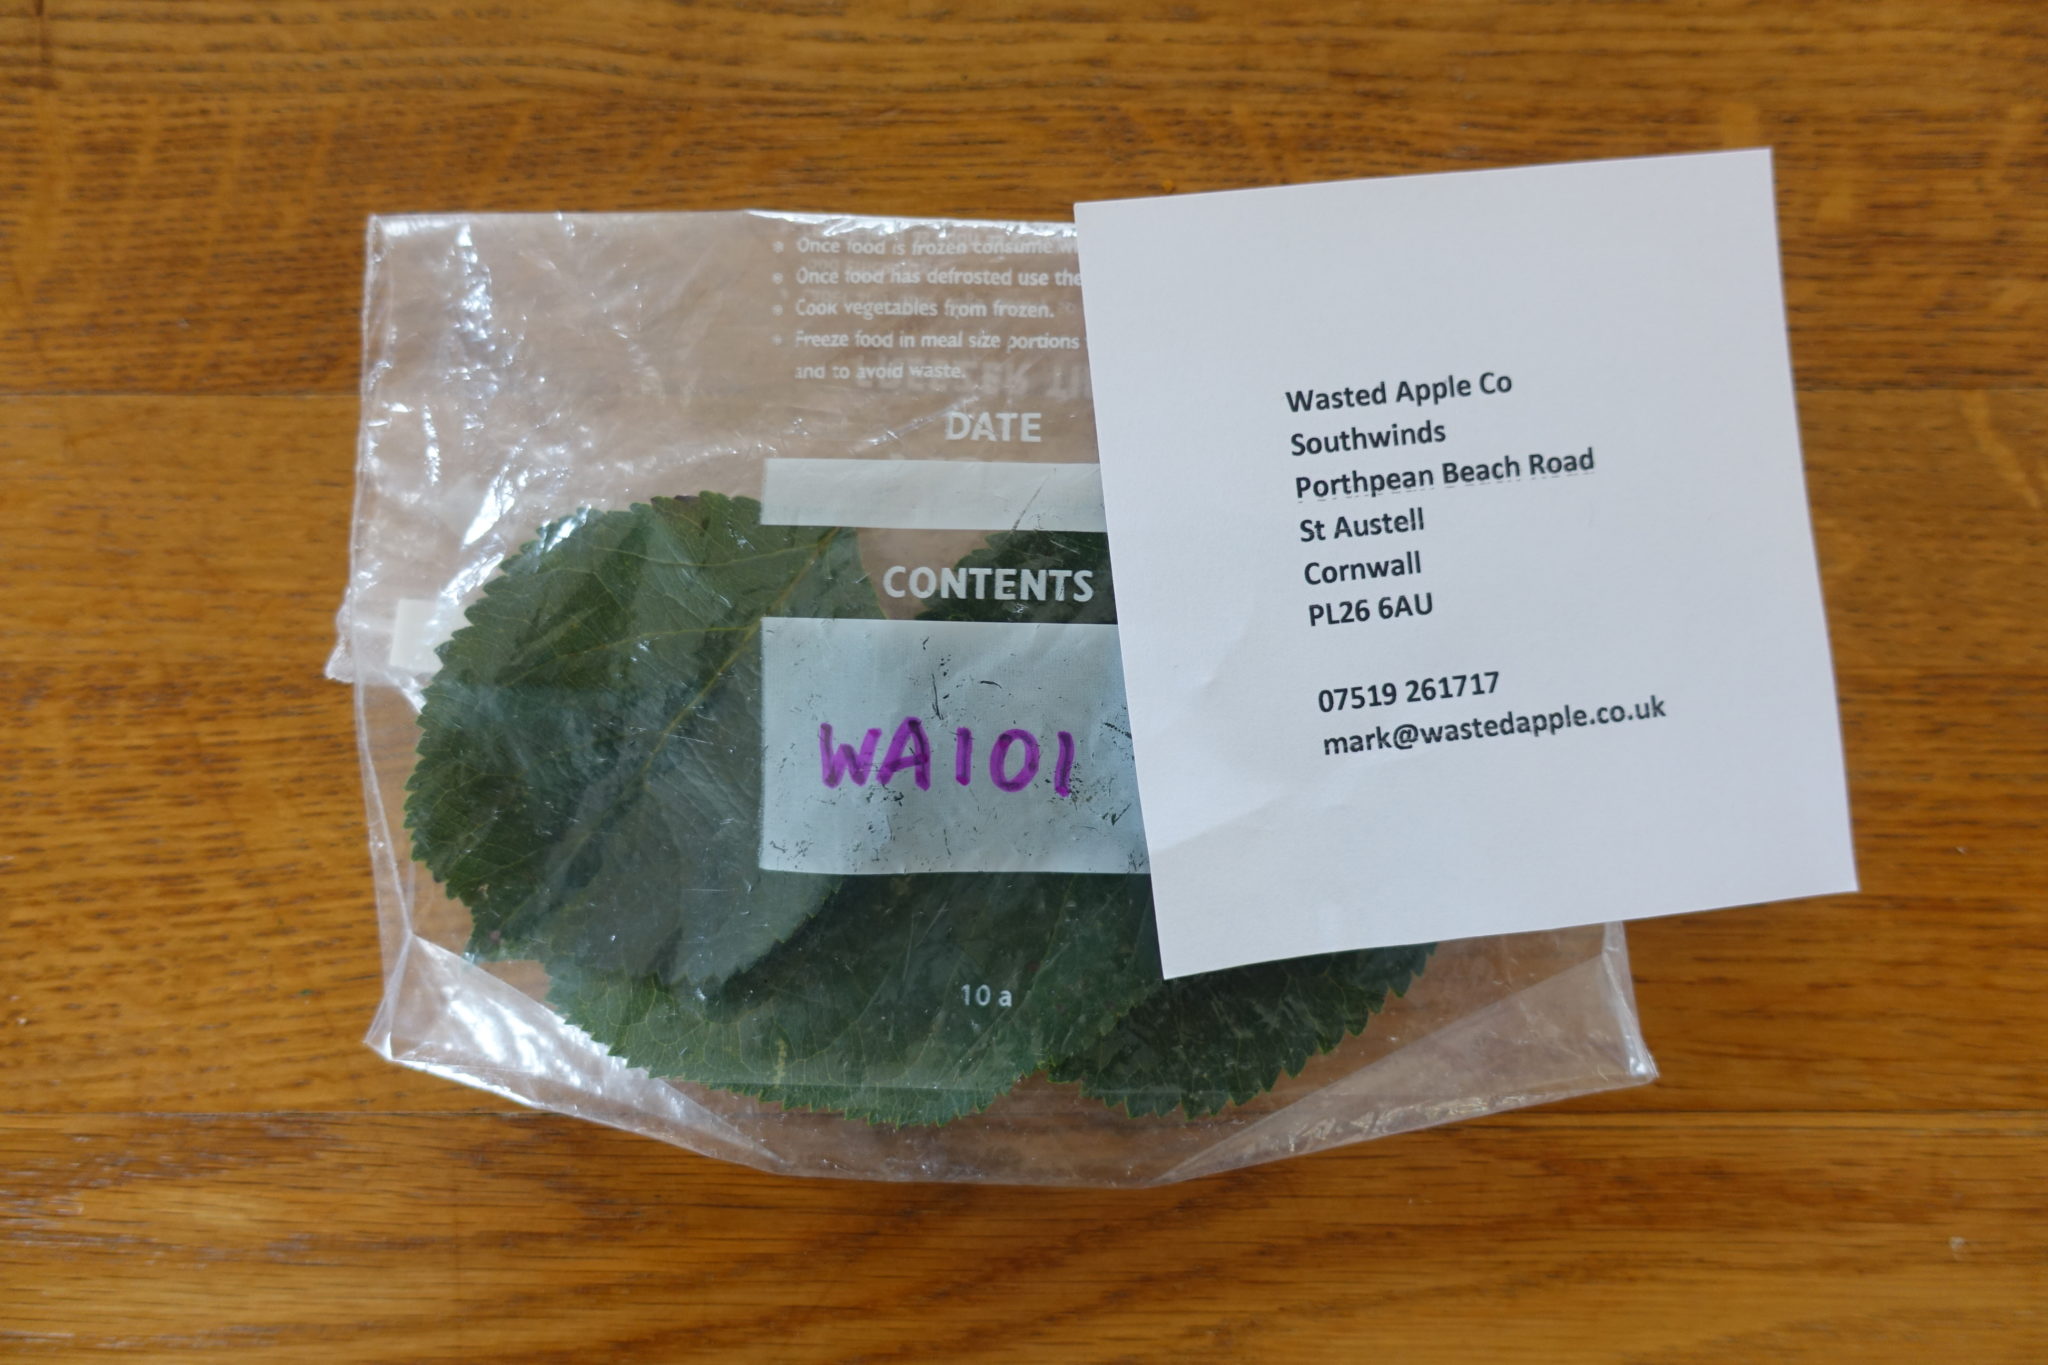 Once food is frozen consume
Once food has defrosted use the
Cook vegetables from frozen.
Freeze food in meal size portions
and to avoid waste.
DATE
CONTENTS
WA101
10 a
Wasted Apple Co
Southwinds
Porthpean Beach Road
St Austell
Cornwall
PL26 6AU
07519 261717
mark@wastedapple.co.uk